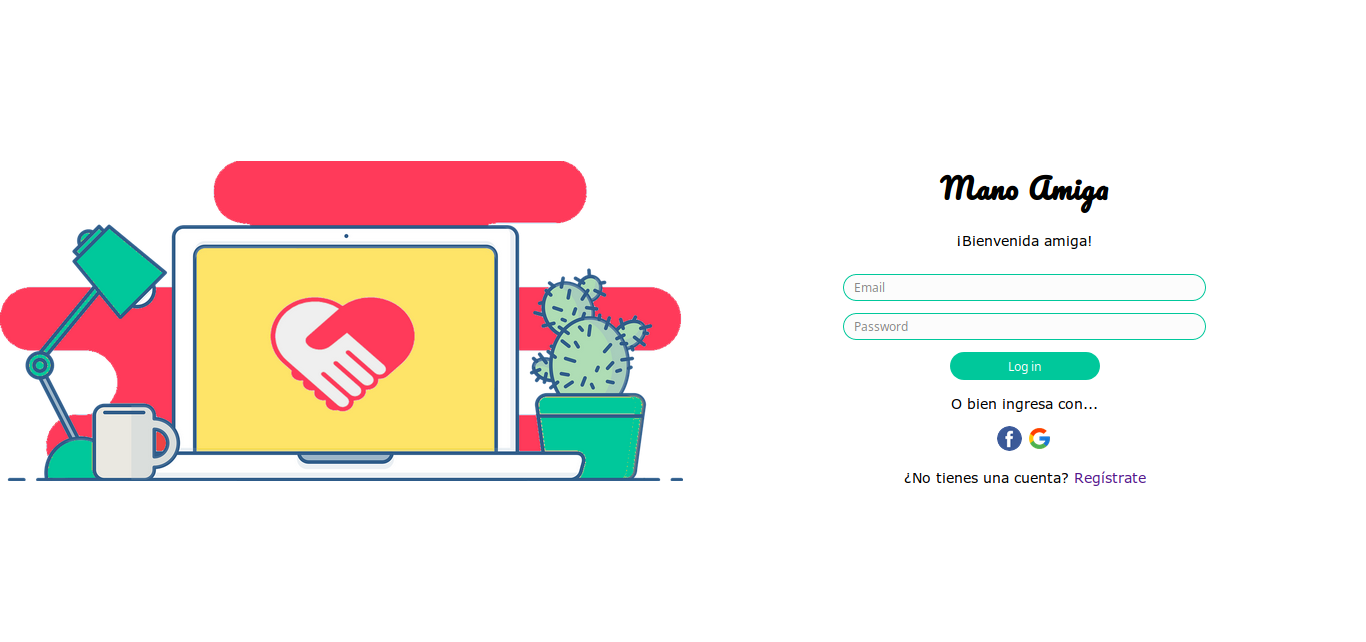 Mano Amiga
¡Bienvenida amiga!
Email
Password
Log in
O bien ingresa con...
¿No tienes una cuenta? Regístrate